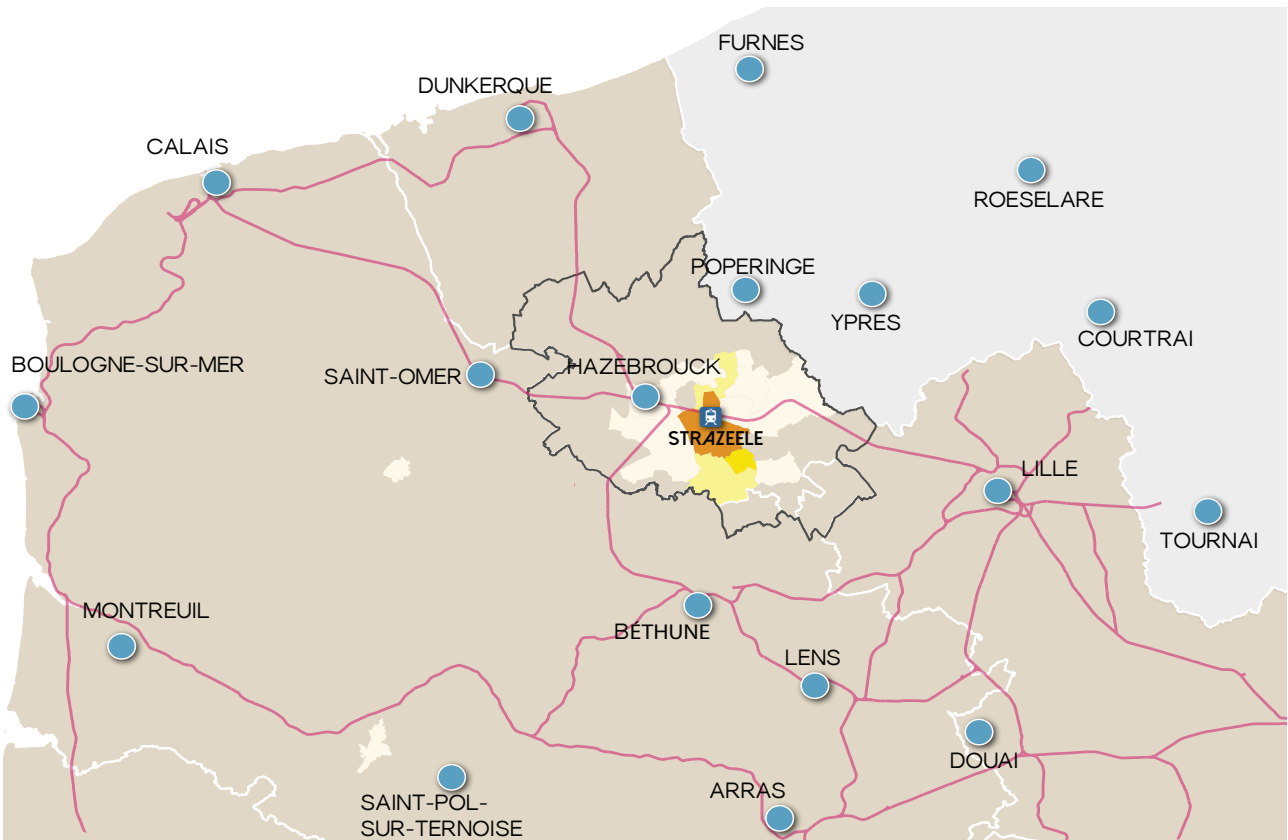 FURNES
DUNKERQUE
CALAIS
ROESELARE
POPERINGE
YPRES
COURTRAI
BOULOGNE-SUR-MER
SAINT-OMER
HAZEBROUCK
STRAZEELE
LILLE
TOURNAI
MONTREUIL
BÉTHUNE
LENS
DOUAI
ARRAS
SAINT-POL-
SUR-TERNOISE